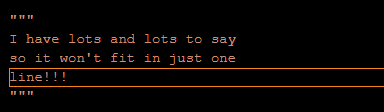 """
I have lots and lots to say
so it won't fit in just one
line!!!
"""